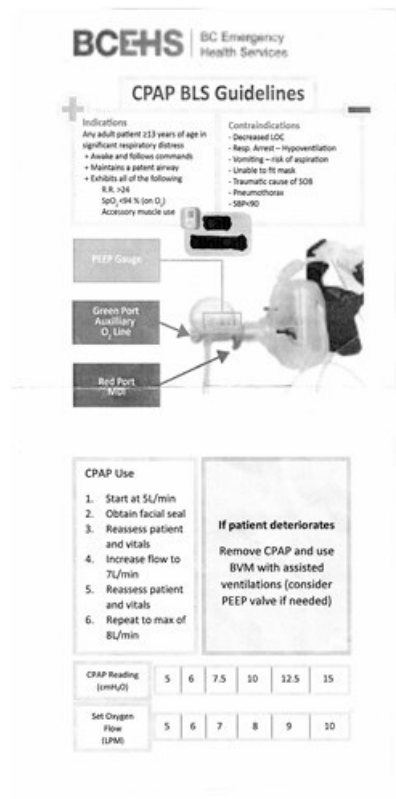 BCEHS
BC Emergency
Health Services
CPAP BLS Guidelines
Indications
Any adult patient ≥13 years of age in
significant respiratory distress
+ Awake and follows commands
+ Maintains a patent airway
+ Exhibits all of the following
R.R. >24
SpO₂ <94 % (on O₂)
Accessory muscle use
Contraindications
- Decreased LOC
- Resp. Arrest – Hypoventilation
- Vomiting – risk of aspiration
- Unable to fit mask
- Traumatic cause of SOB
- Pneumothorax
- SBP<90
PEEP Gauge
Green Port
Auxilliary
O₂ Line
Red Port
MDI
CPAP Use
1. Start at 5L/min
2. Obtain facial seal
3. Reassess patient
and vitals
4. Increase flow to
7L/min
5. Reassess patient
and vitals
6. Repeat to max of
8L/min
If patient deteriorates
Remove CPAP and use
BVM with assisted
ventilations (consider
PEEP valve if needed)
CPAP Reading
(cmH₂O)
5 6 7.5 10 12.5 15
Set Oxygen
Flow
(LPM)
5 6 7 8 9 10